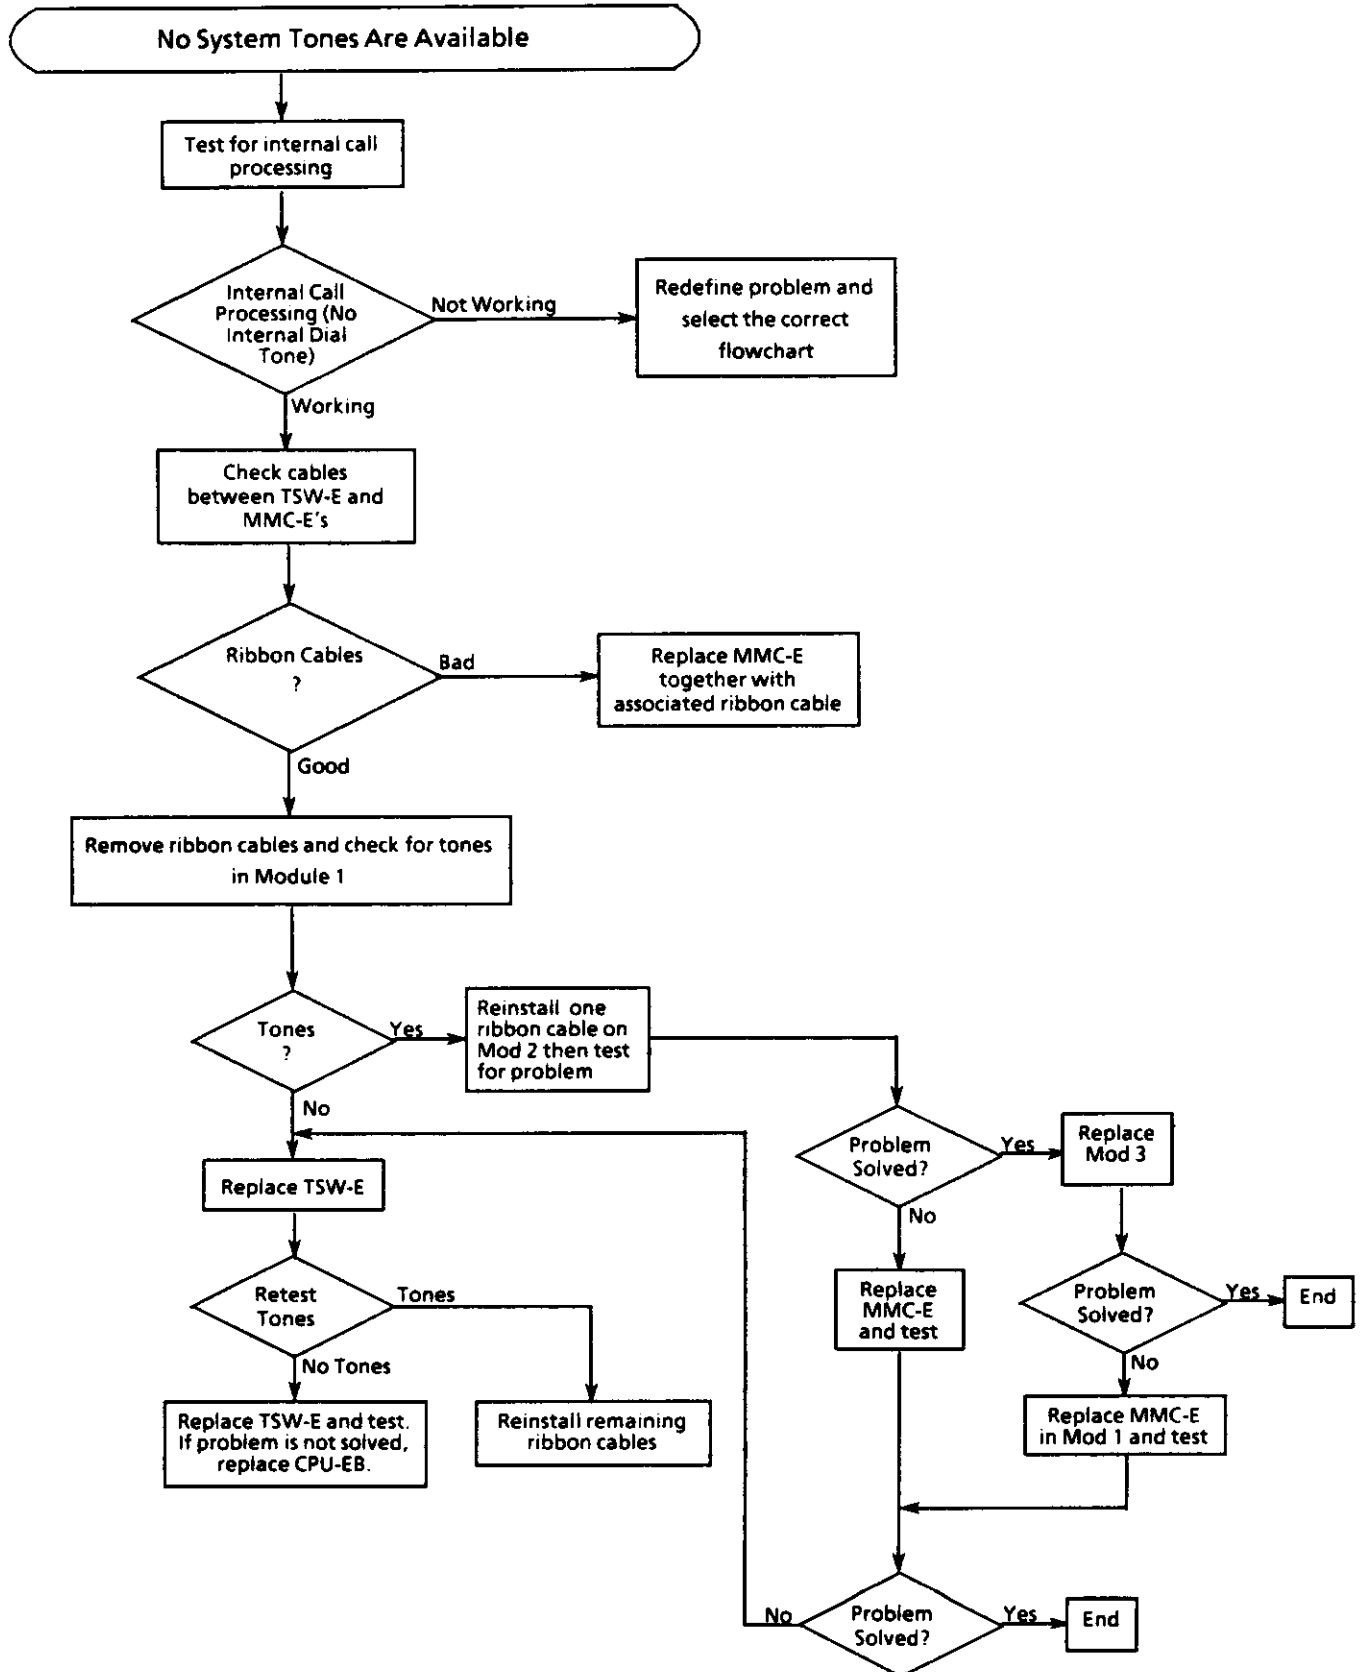 No System Tones Are Available
Test for internal call
processing
Internal Call
Processing (No
Internal Dial
Tone)
Not Working
Redefine problem and
select the correct
flowchart
Working
Check cables
between TSW-E and
MMC-E's
Ribbon Cables
?
Bad
Replace MMC-E
together with
associated ribbon cable
Good
Remove ribbon cables and check for tones
in Module 1
Tones
?
Yes
Reinstall one
ribbon cable on
Mod 2 then test
for problem
No
Problem
Solved?
Yes
Replace
Mod 3
Replace TSW-E
No
Retest
Tones
Tones
Replace
MMC-E
and test
Problem
Solved?
Yes
End
No Tones
No
Replace TSW-E and test.
If problem is not solved,
replace CPU-EB.
Reinstall remaining
ribbon cables
Replace MMC-E
in Mod 1 and test
No
Problem
Solved?
Yes
End